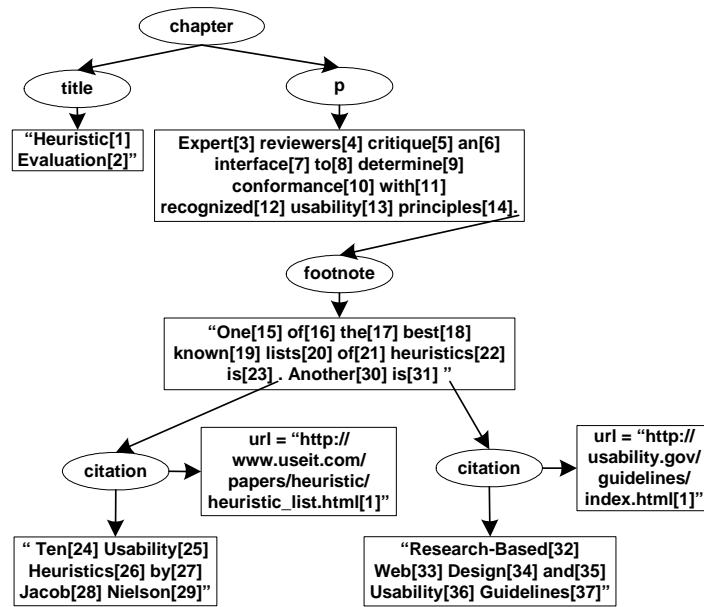 chapter
title
p
“Heuristic[1]
Evaluation[2]”
Expert[3] reviewers[4] critique[5] an[6]
interface[7] to[8] determine[9]
conformance[10] with[11]
recognized[12] usability[13] principles[14].
footnote
“One[15] of[16] the[17] best[18]
known[19] lists[20] of[21] heuristics[22]
is[23] . Another[30] is[31] ”
citation
url = “http://
www.useit.com/
papers/heuristic/
heuristic_list.html[1]”
citation
url = “http://
usability.gov/
guidelines/
index.html[1]”
“ Ten[24] Usability[25]
Heuristics[26] by[27]
Jacob[28] Nielson[29]”
“Research-Based[32]
Web[33] Design[34] and[35]
Usability[36] Guidelines[37]”